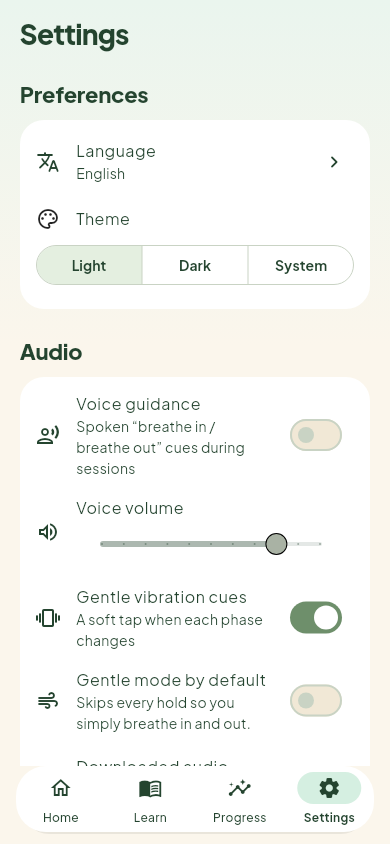 Settings
Preferences
Language
English
Theme
Light
Dark
System
Audio
Voice guidance
Spoken “breathe in /
breathe out” cues during
sessions
Voice volume
Gentle vibration cues
A soft tap when each phase
changes
Gentle mode by default
Skips every hold so you
simply breathe in and out.
Downloaded audio
Home
Learn
Progress
Settings